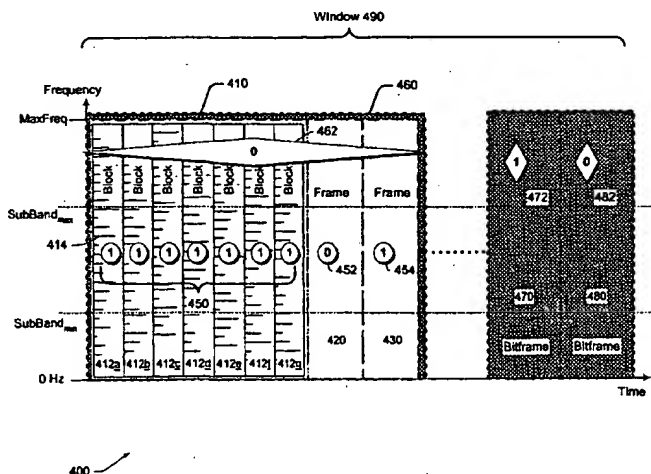 Window 490
Frequency
410
460
MaxFreq
462
0
Block Block Block Block Block Block Block
Frame Frame
1 0
472 482
SubBandmax
414
1 1 1 1 1 1 1 0 1
452 454
450
470 480
SubBandmin
420 430
Bitframe Bitframe
412a 412b 412c 412d 412e 412f 412g
0 Hz
Time
400